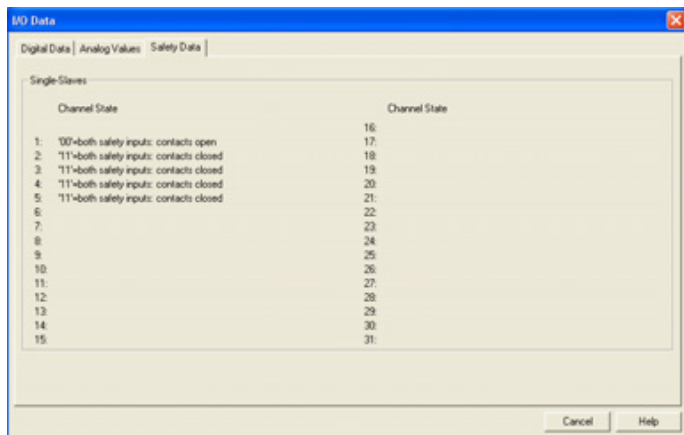 I/O Data
Digital Data Analog Values Safety Data
Single-Slaves
Channel State
1: '00'=both safety inputs: contacts open
2: '11'=both safety inputs: contacts closed
3: '11'=both safety inputs: contacts closed
4: '11'=both safety inputs: contacts closed
5: '11'=both safety inputs: contacts closed
6:
7:
8:
9:
10:
11:
12:
13:
14:
15:
Channel State
16:
17:
18:
19:
20:
21:
22:
23:
24:
25:
26:
27:
28:
29:
30:
31:
Cancel Help